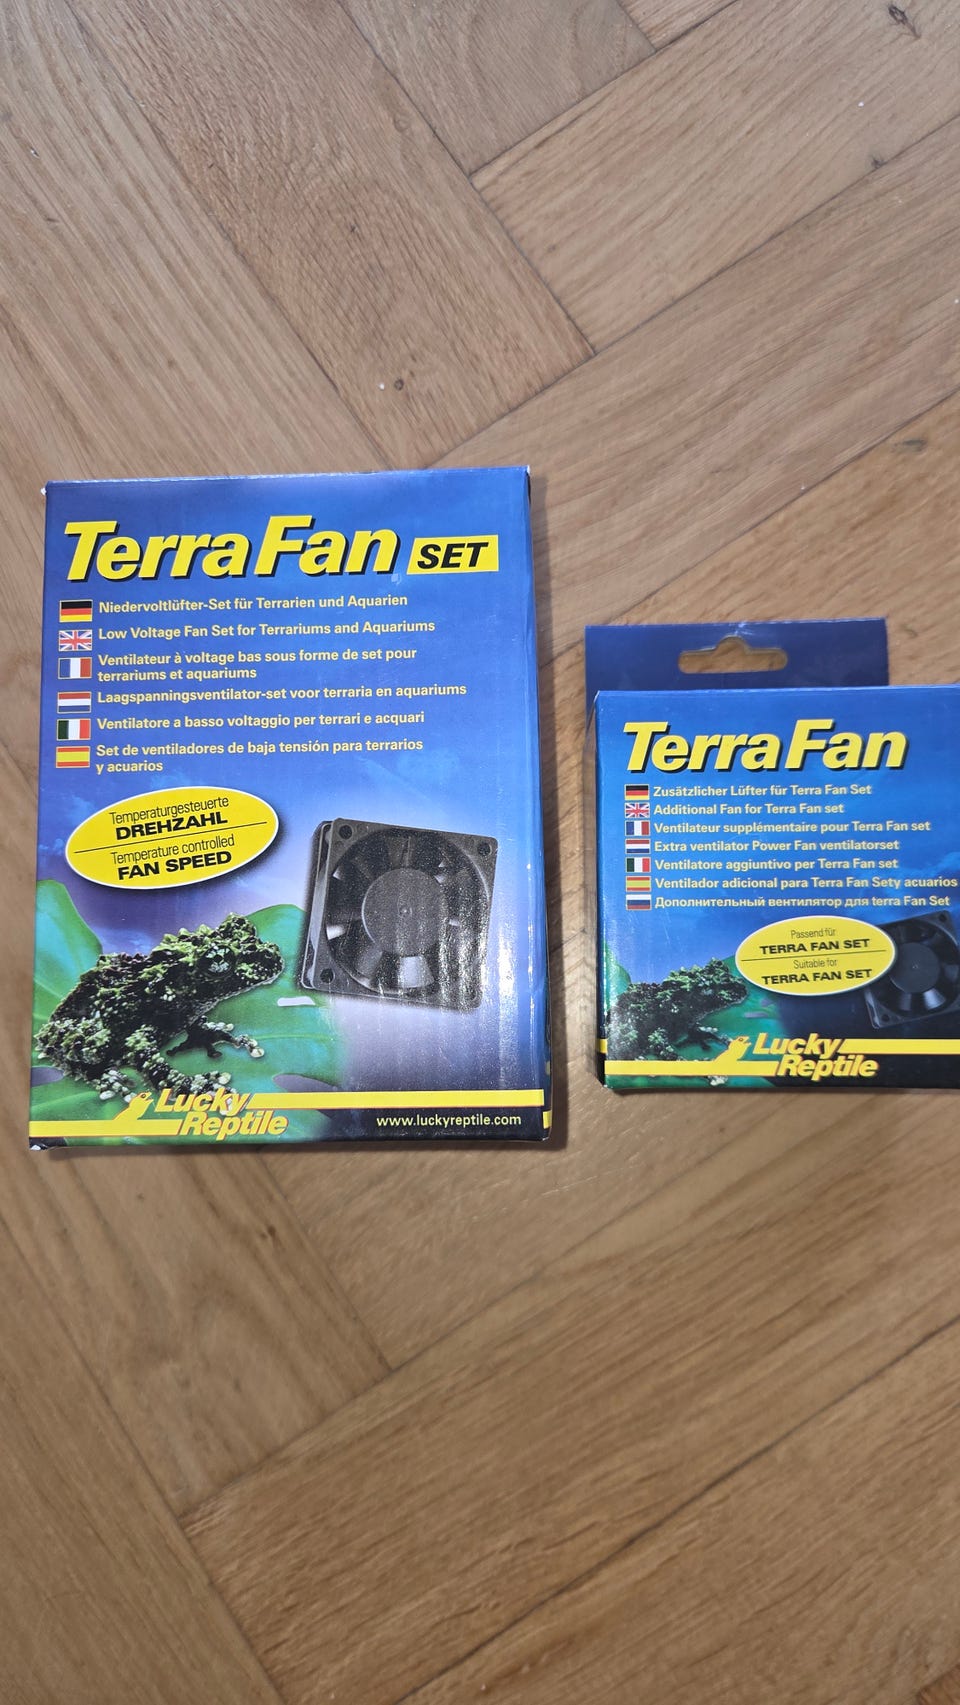 Terra Fan SET
Niedervoltlüfter-Set für Terrarien und Aquarien
Low Voltage Fan Set for Terrariums and Aquariums
Ventilateur à voltage bas sous forme de set pour
terrariums et aquariums
Laagspanningsventilator-set voor terraria en aquariums
Ventilatore a basso voltaggio per terrari e acquari
Set de ventiladores de baja tensión para terrarios
y acuarios
Temperaturgesteuerte
DREHZAHL
Temperature controlled
FAN SPEED
Lucky
Reptile
www.luckyreptile.com
Terra Fan
Zusätzlicher Lüfter für Terra Fan Set
Additional Fan for Terra Fan set
Ventilateur supplémentaire pour Terra Fan set
Extra ventilator Power Fan ventilatorset
Ventilatore aggiuntivo per Terra Fan set
Ventilador adicional para Terra Fan Sety acuarios
Дополнительный вентилятор для terra Fan Set
Passend für
TERRA FAN SET
Suitable for
TERRA FAN SET
Lucky
Reptile